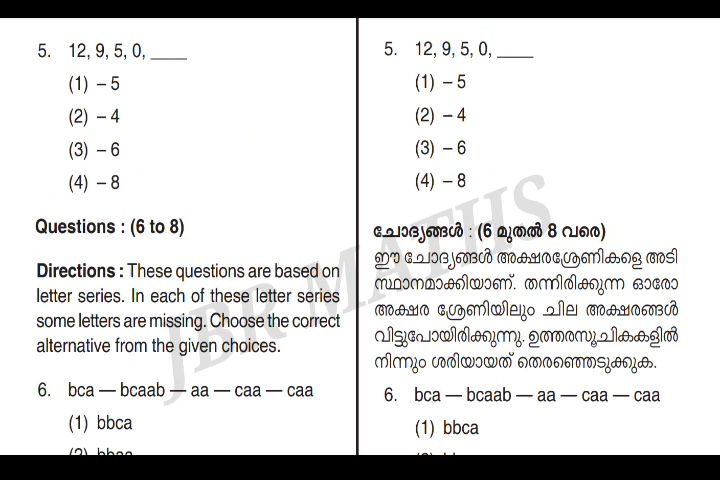 5. 12, 9, 5, 0, ____
(1) – 5
(2) – 4
(3) – 6
(4) – 8
Questions : (6 to 8)
Directions : These questions are based on
letter series. In each of these letter series
some letters are missing. Choose the correct
alternative from the given choices.
6. bca — bcaab — aa — caa — caa
(1) bbca
5. 12, 9, 5, 0, ____
(1) – 5
(2) – 4
(3) – 6
(4) – 8
ചോദ്യങ്ങൾ : (6 മുതൽ 8 വരെ)
ഈ ചോദ്യങ്ങൾ അക്ഷരശ്രേണികളെ അടി
സ്ഥാനമാക്കിയാണ്. തന്നിരിക്കുന്ന ഓരോ
അക്ഷര ശ്രേണിയിലും ചില അക്ഷരങ്ങൾ
വിട്ടുപോയിരിക്കുന്നു. ഉത്തരസൂചികകളിൽ
നിന്നും ശരിയായത് തെരഞ്ഞെടുക്കുക.
6. bca — bcaab — aa — caa — caa
(1) bbca
JBR MATHS